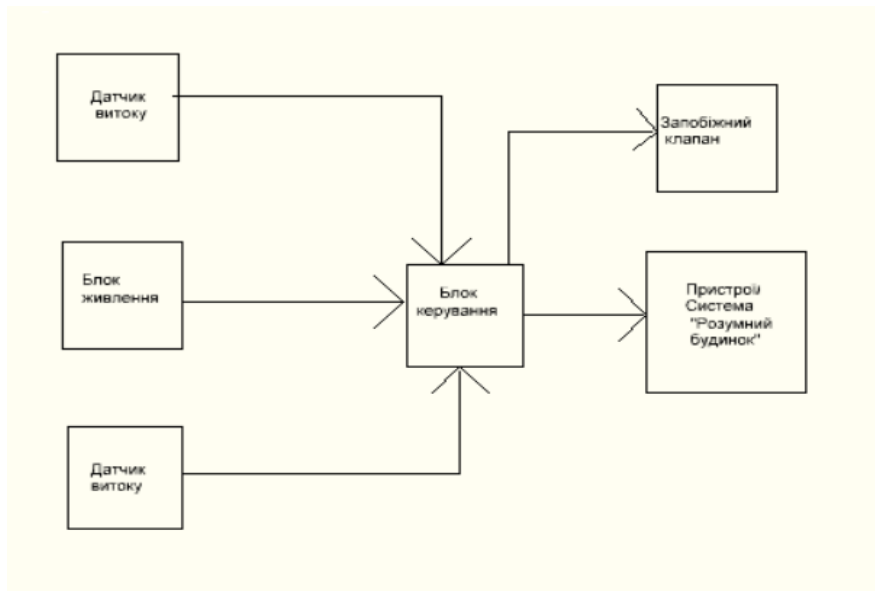 Датчик
витоку
Блок
живлення
Датчик
витоку
Блок
керування
Запобіжний
клапан
Пристрої/
Система
"Розумний
будинок"